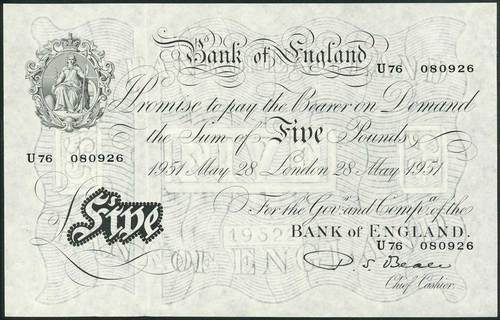 Bank of England
U76 080926
I Promise to pay the Bearer on Demand
the Sum of Five Pounds
U76 080926
1951 May 28 London 28 May 1951
For the Govr. and Compa. of the
£Five
BANK of ENGLAND.
U76 080926
P. S. Beale
Chief Cashier.